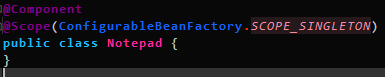 @Component
@Scope(ConfigurableBeanFactory.SCOPE_SINGLETON)
public class Notepad {
}